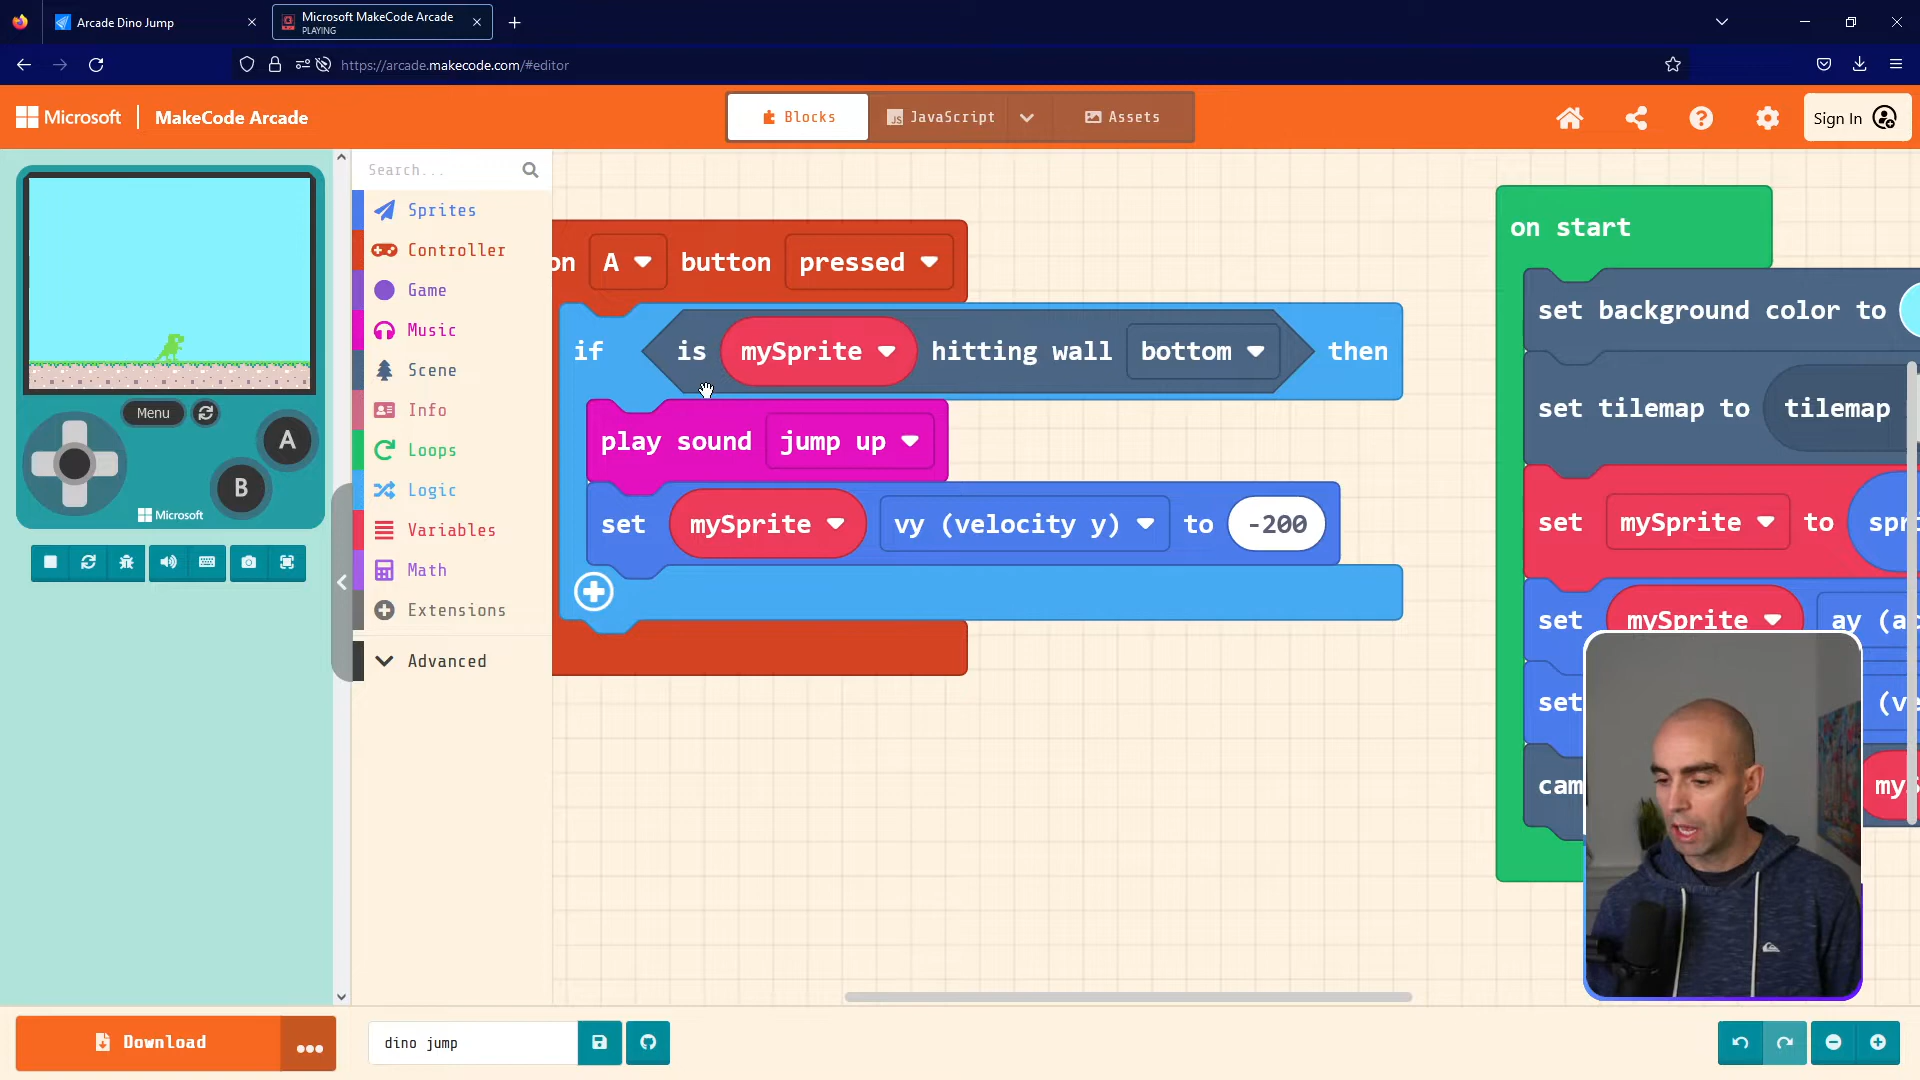 Arcade Dino Jump
Microsoft MakeCode Arcade
PLAYING
https://arcade.makecode.com/#editor
Microsoft
MakeCode Arcade
Blocks
JavaScript
Assets
Sign In
Menu
A
B
Microsoft
Search...
Sprites
Controller
Game
Music
Scene
Info
Loops
Logic
Variables
Math
Extensions
Advanced
on A button pressed
if is mySprite hitting wall bottom then
play sound jump up
set mySprite vy (velocity y) to -200
on start
set background color to
set tilemap to tilemap
set mySprite to
set mySprite ay
set
Download
dino jump